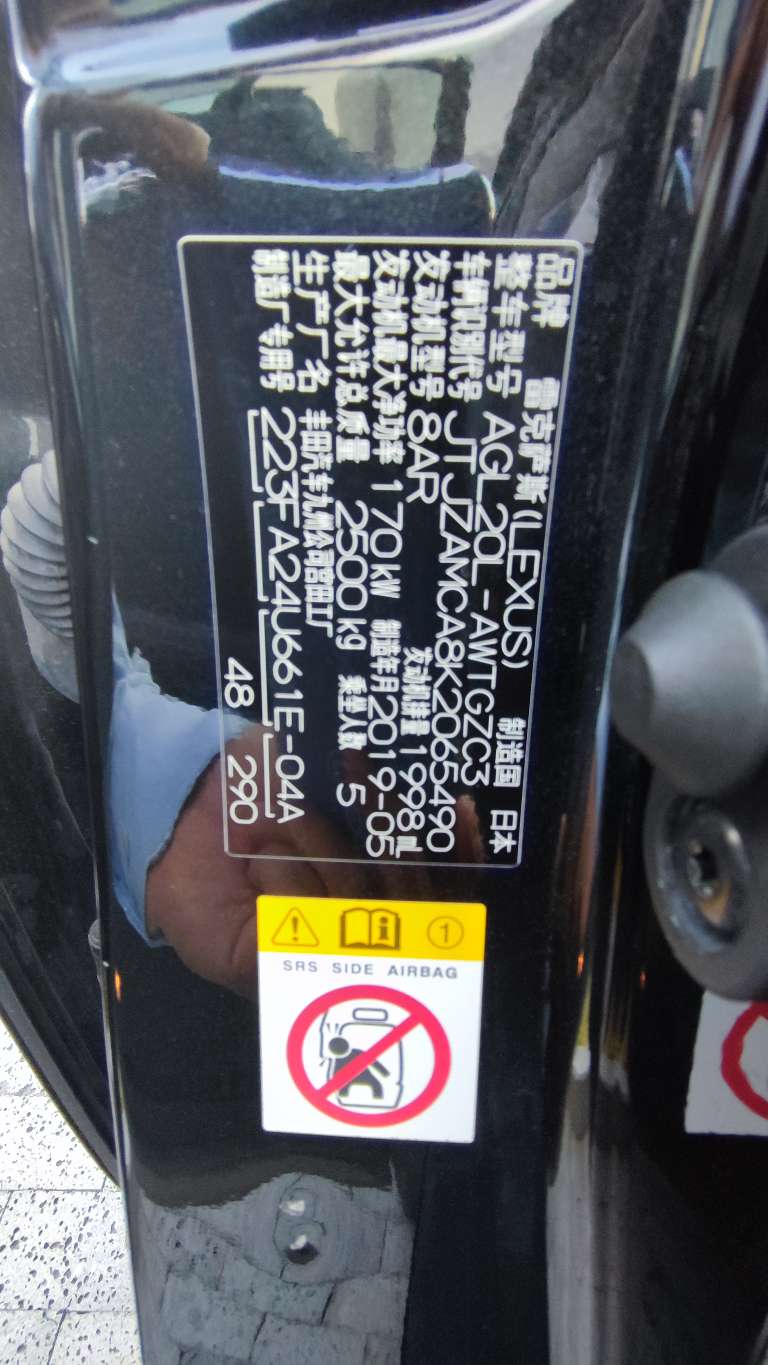 品牌 雷克萨斯(LEXUS) 制造国 日本
整车型号 AGL20L-AWTGZC3
车辆识别代号 JTJZAMCA8K2065490
发动机型号 8AR 发动机排量 1998mL
发动机最大净功率 170kW 制造年月 2019-05
最大允许总质量 2500kg 乘坐人数 5
生产厂名 丰田汽车九州公司宫田工厂
制造厂专用号 223FA24U661E-04A
48 290
1
SRS SIDE AIRBAG